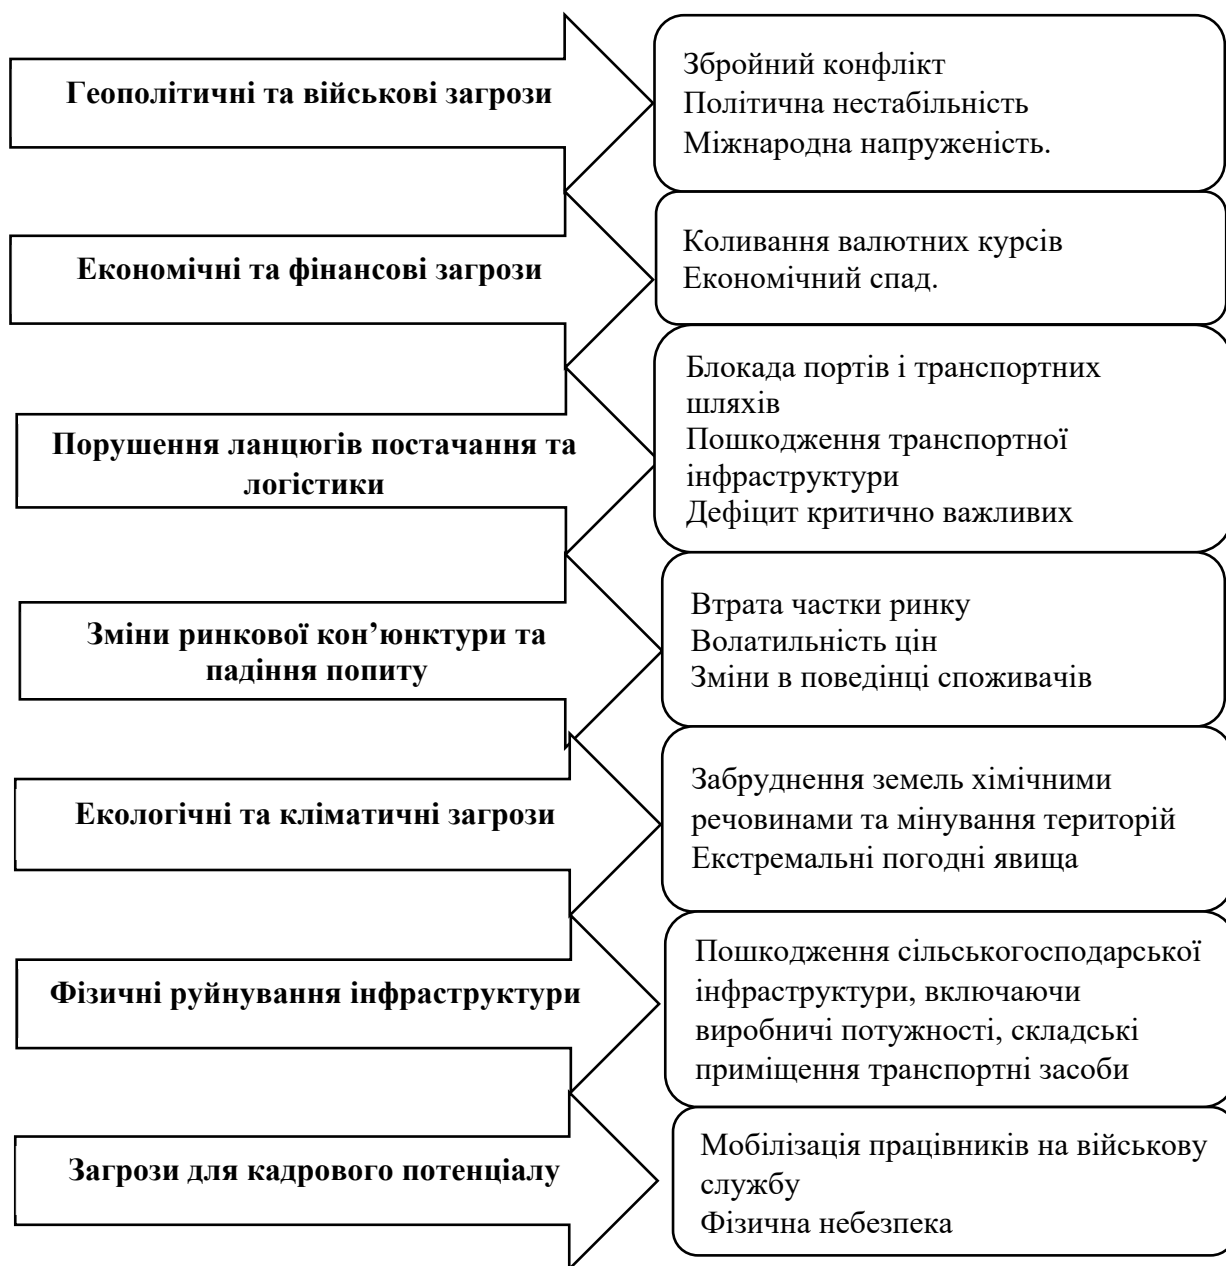 Геополітичні та військові загрози
Збройний конфлікт
Політична нестабільність
Міжнародна напруженість.
Економічні та фінансові загрози
Коливання валютних курсів
Економічний спад.
Порушення ланцюгів постачання та
логістики
Блокада портів і транспортних
шляхів
Пошкодження транспортної
інфраструктури
Дефіцит критично важливих
Зміни ринкової кон’юнктури та
падіння попиту
Втрата частки ринку
Волатильність цін
Зміни в поведінці споживачів
Екологічні та кліматичні загрози
Забруднення земель хімічними
речовинами та мінування територій
Екстремальні погодні явища
Фізичні руйнування інфраструктури
Пошкодження сільськогосподарської
інфраструктури, включаючи
виробничі потужності, складські
приміщення транспортні засоби
Загрози для кадрового потенціалу
Мобілізація працівників на військову
службу
Фізична небезпека